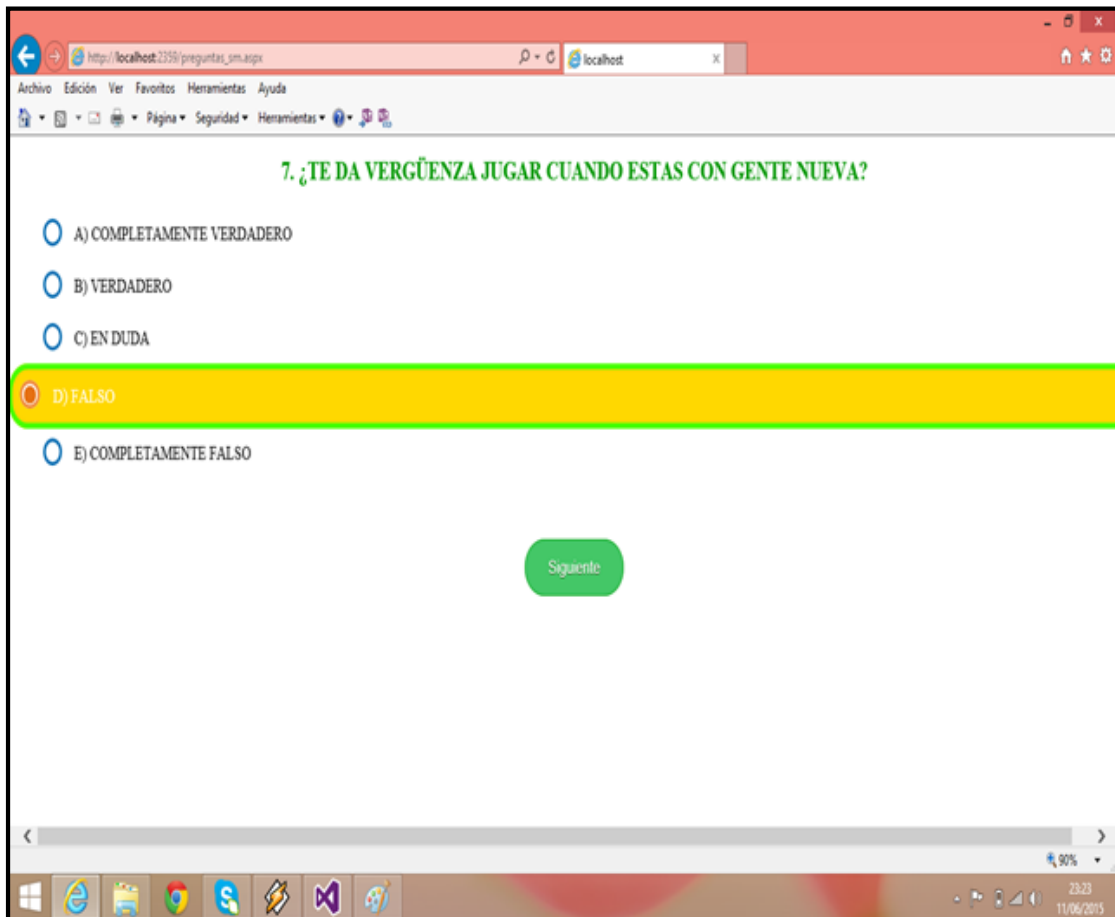 http://localhost:2359/preguntas_sm.aspx
localhost
Archivo Edición Ver Favoritos Herramientas Ayuda
Página Seguridad Herramientas
7. ¿TE DA VERGÜENZA JUGAR CUANDO ESTAS CON GENTE NUEVA?
A) COMPLETAMENTE VERDADERO
B) VERDADERO
C) EN DUDA
D) FALSO
E) COMPLETAMENTE FALSO
Siguiente
90%
23:23
11/06/2015